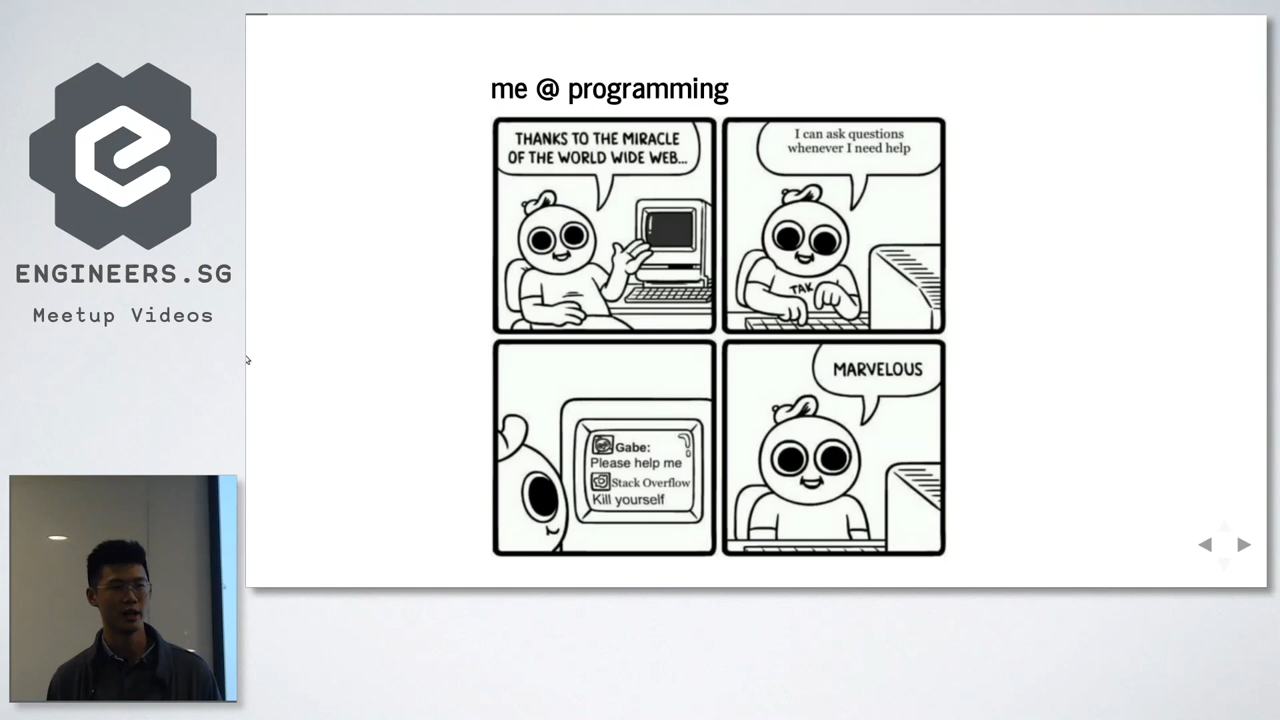 ENGINEERS.SG
Meetup Videos
me @ programming
THANKS TO THE MIRACLE
OF THE WORLD WIDE WEB...
I can ask questions
whenever I need help
TAK
Gabe:
Please help me
Stack Overflow
Kill yourself
MARVELOUS